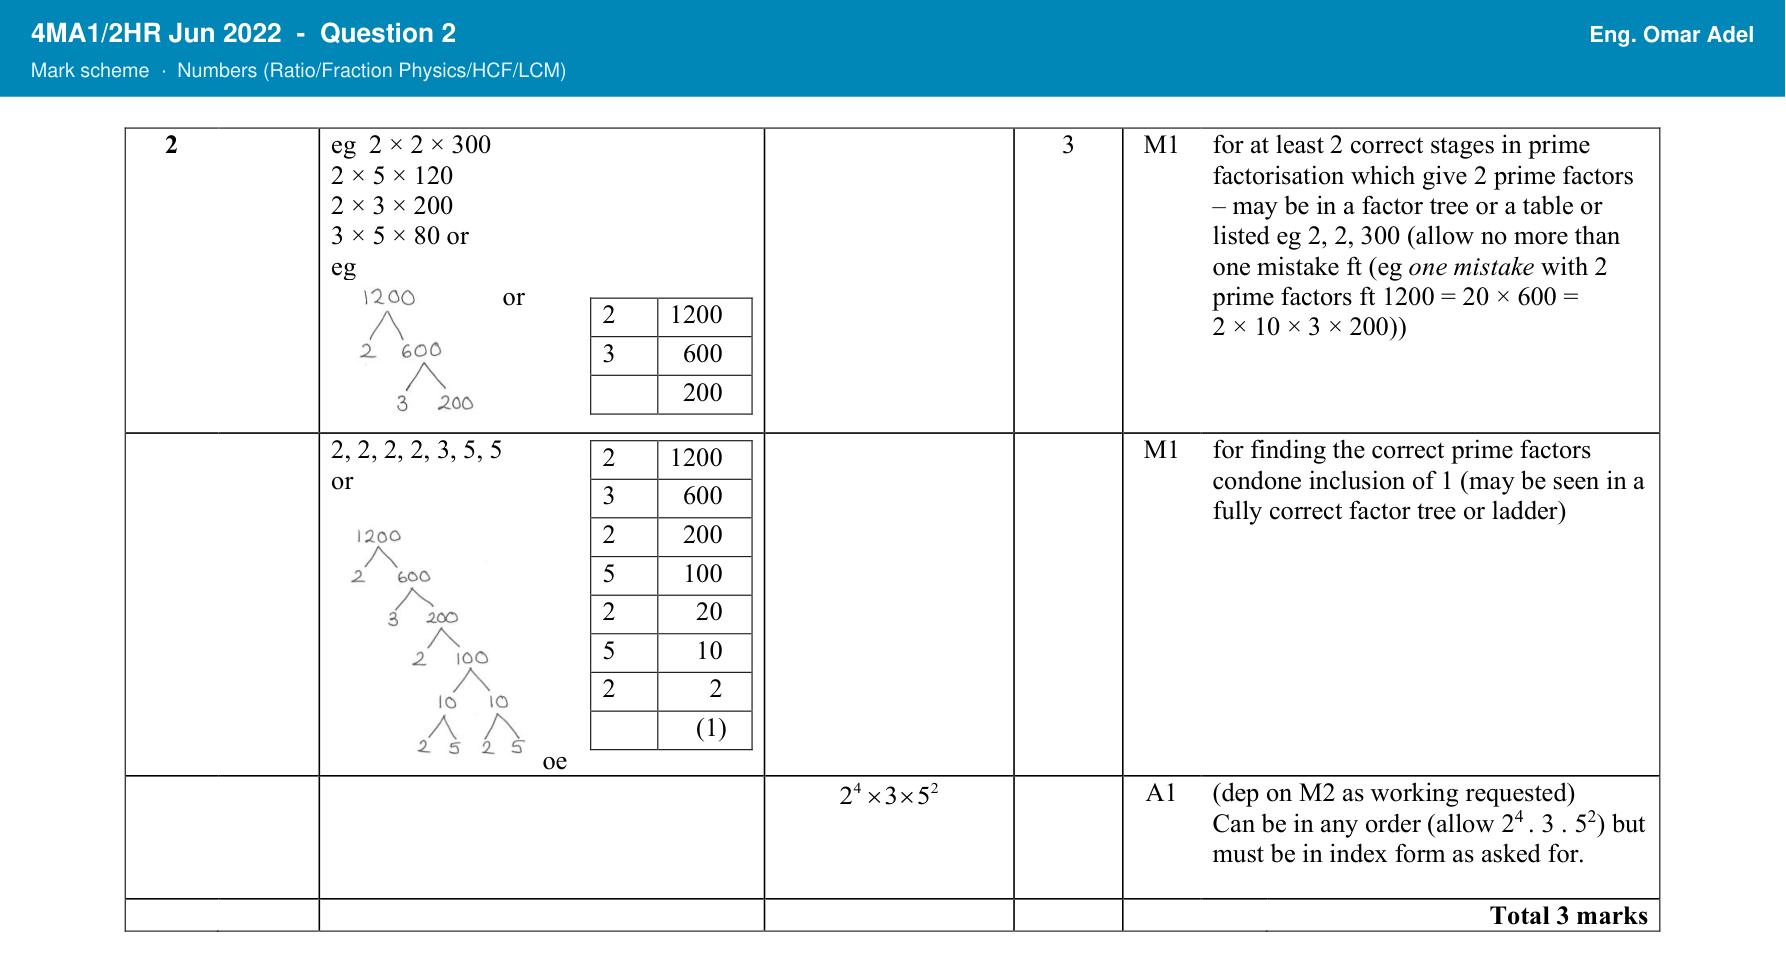 4MA1/2HR Jun 2022 - Question 2
Eng. Omar Adel
Mark scheme · Numbers (Ratio/Fraction Physics/HCF/LCM)
2
eg 2 × 2 × 300
2 × 5 × 120
2 × 3 × 200
3 × 5 × 80 or
eg
1200
2 600
3 200
or
2 1200
3 600
200
3
M1
for at least 2 correct stages in prime
factorisation which give 2 prime factors
– may be in a factor tree or a table or
listed eg 2, 2, 300 (allow no more than
one mistake ft (eg one mistake with 2
prime factors ft 1200 = 20 × 600 =
2 × 10 × 3 × 200))
2, 2, 2, 2, 3, 5, 5
or
1200
2 600
3 200
2 100
10 10
2 5 2 5
oe
2 1200
3 600
2 200
5 100
2 20
5 10
2 2
(1)
M1
for finding the correct prime factors
condone inclusion of 1 (may be seen in a
fully correct factor tree or ladder)
2⁴ × 3 × 5²
A1
(dep on M2 as working requested)
Can be in any order (allow 2⁴ . 3 . 5²) but
must be in index form as asked for.
Total 3 marks